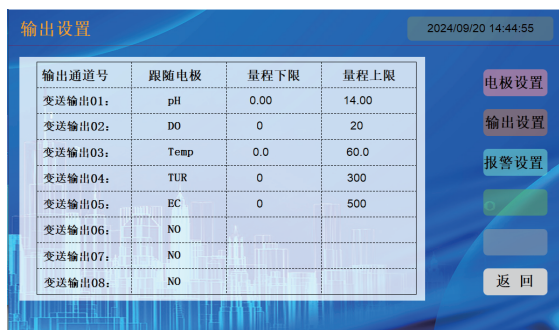 输出设置 2024/09/20 14:44:55
输出通道号 跟随电极 量程下限 量程上限
变送输出01: pH 0.00 14.00
变送输出02: DO 0 20
变送输出03: Temp 0.0 60.0
变送输出04: TUR 0 300
变送输出05: EC 0 500
变送输出06: NO
变送输出07: NO
变送输出08: NO
电极设置
输出设置
报警设置
返 回